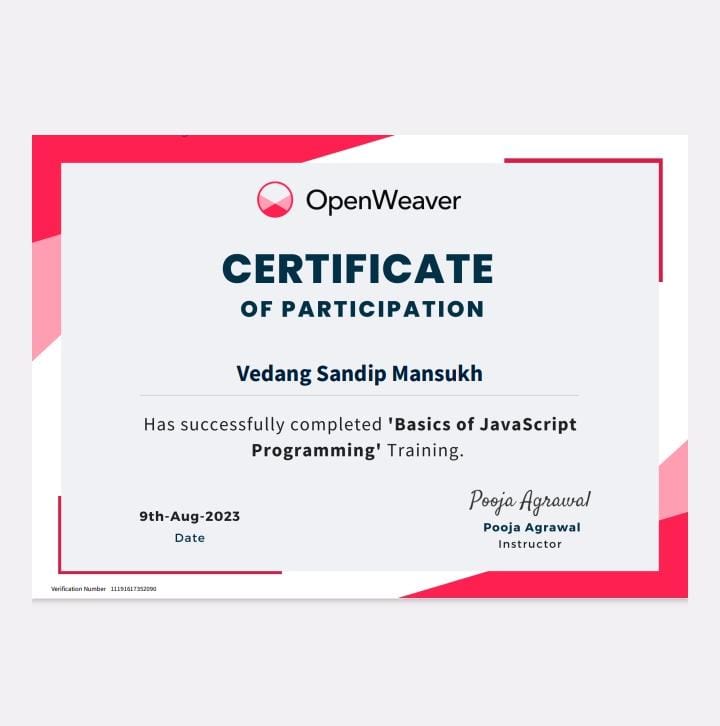 OpenWeaver
CERTIFICATE
OF PARTICIPATION
Vedang Sandip Mansukh
Has successfully completed 'Basics of JavaScript
Programming' Training.
9th-Aug-2023
Date
Pooja Agrawal
Pooja Agrawal
Instructor
Verification Number 11191617352090